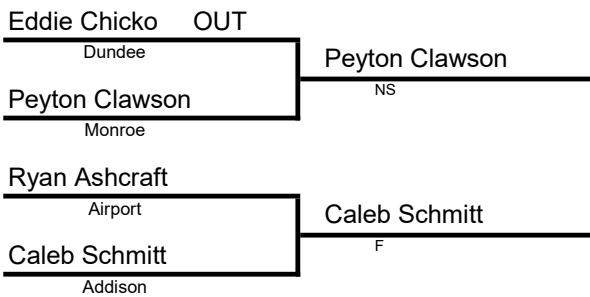 Eddie Chicko OUT
Dundee
Peyton Clawson
NS
Peyton Clawson
Monroe
Ryan Ashcraft
Airport
Caleb Schmitt
F
Caleb Schmitt
Addison